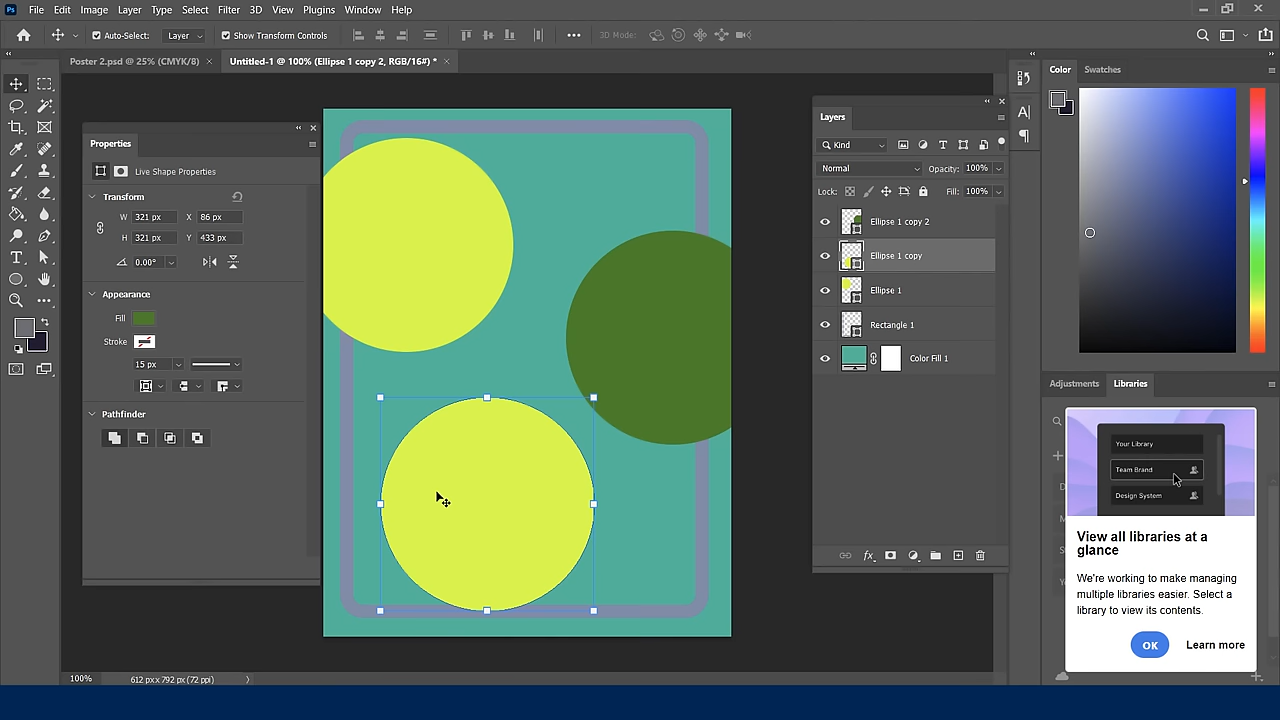 Ps File Edit Image Layer Type Select Filter 3D View Plugins Window Help
Auto-Select: Layer Show Transform Controls 3D Mode:
Poster 2.psd @ 25% (CMYK/8) × Untitled-1 @ 100% (Ellipse 1 copy 2, RGB/16#) * ×
Properties
Live Shape Properties
Transform
W 321 px X 86 px
H 321 px Y 433 px
0.00°
Appearance
Fill
Stroke
15 px
Pathfinder
Layers
Kind
Normal Opacity: 100%
Lock: Fill: 100%
Ellipse 1 copy 2
Ellipse 1 copy
Ellipse 1
Rectangle 1
Color Fill 1
fx
Color Swatches
Adjustments Libraries
Your Library
Team Brand
Design System
View all libraries at a
glance
We're working to make managing
multiple libraries easier. Select a
library to view its contents.
OK Learn more
100% 612 px x 792 px (72 ppi)